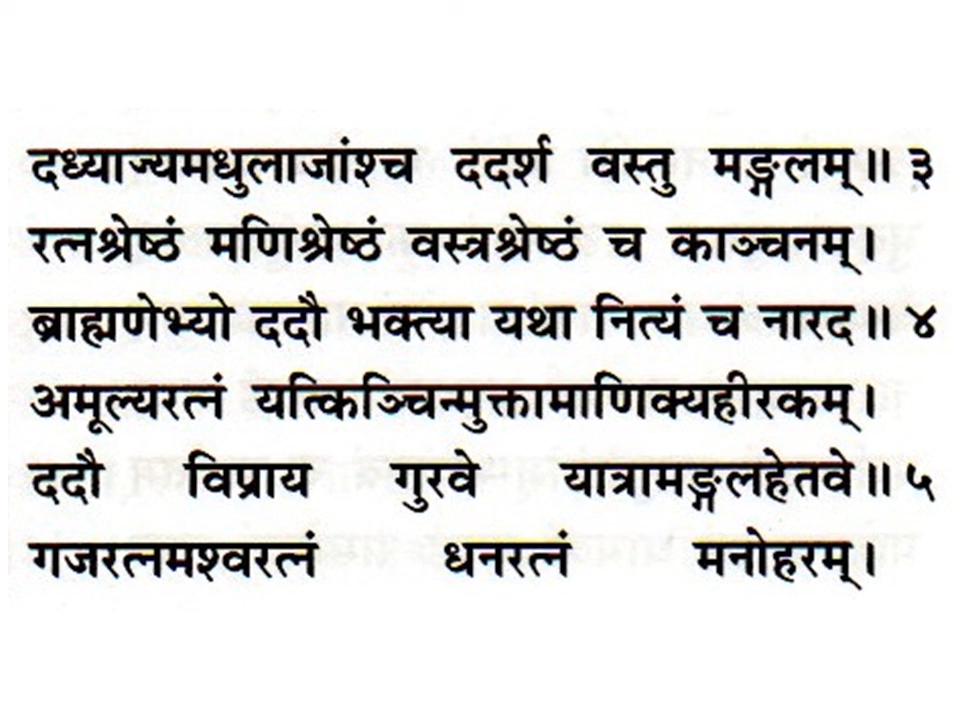 दध्याज्यमधुलाजांश्च ददर्श वस्तु मङ्गलम्॥ ३
रत्नश्रेष्ठं मणिश्रेष्ठं वस्त्रश्रेष्ठं च काञ्चनम्।
ब्राह्मणेभ्यो ददौ भक्त्या यथा नित्यं च नारद॥ ४
अमूल्यरत्नं यत्किञ्चिन्मुक्तामाणिक्यहीरकम्।
ददौ विप्राय गुरवे यात्रामङ्गलहेतवे॥ ५
गजरत्नमश्वरत्नं धनरत्नं मनोहरम्।